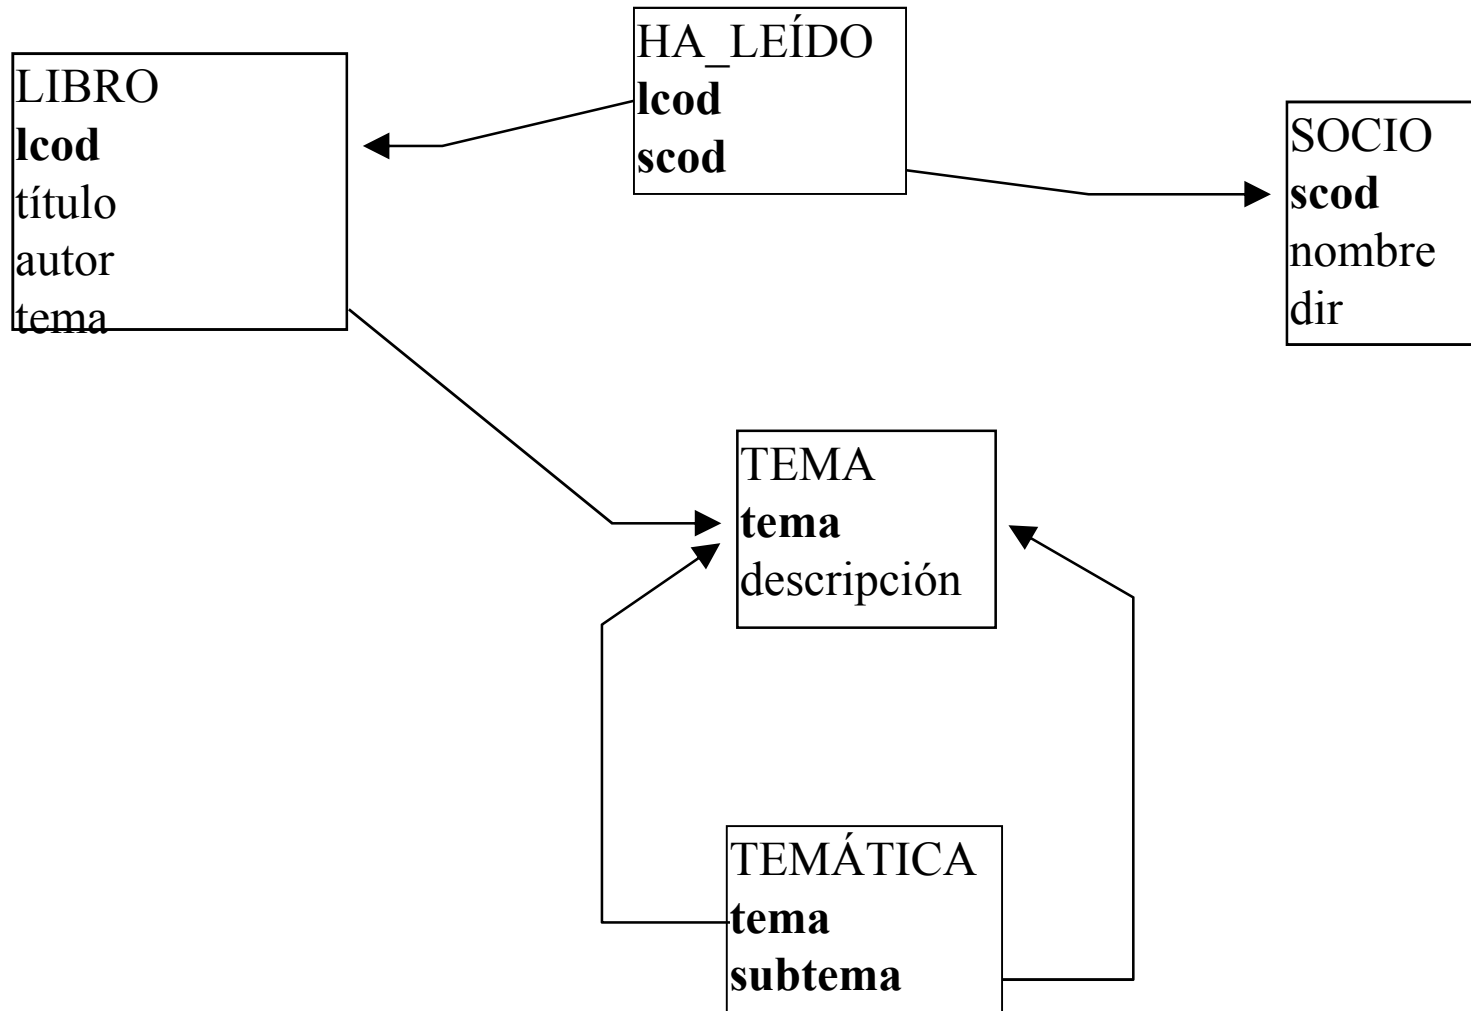 LIBRO
lcod
título
autor
tema
HA_LEÍDO
lcod
scod
SOCIO
scod
nombre
dir
TEMA
tema
descripción
TEMÁTICA
tema
subtema